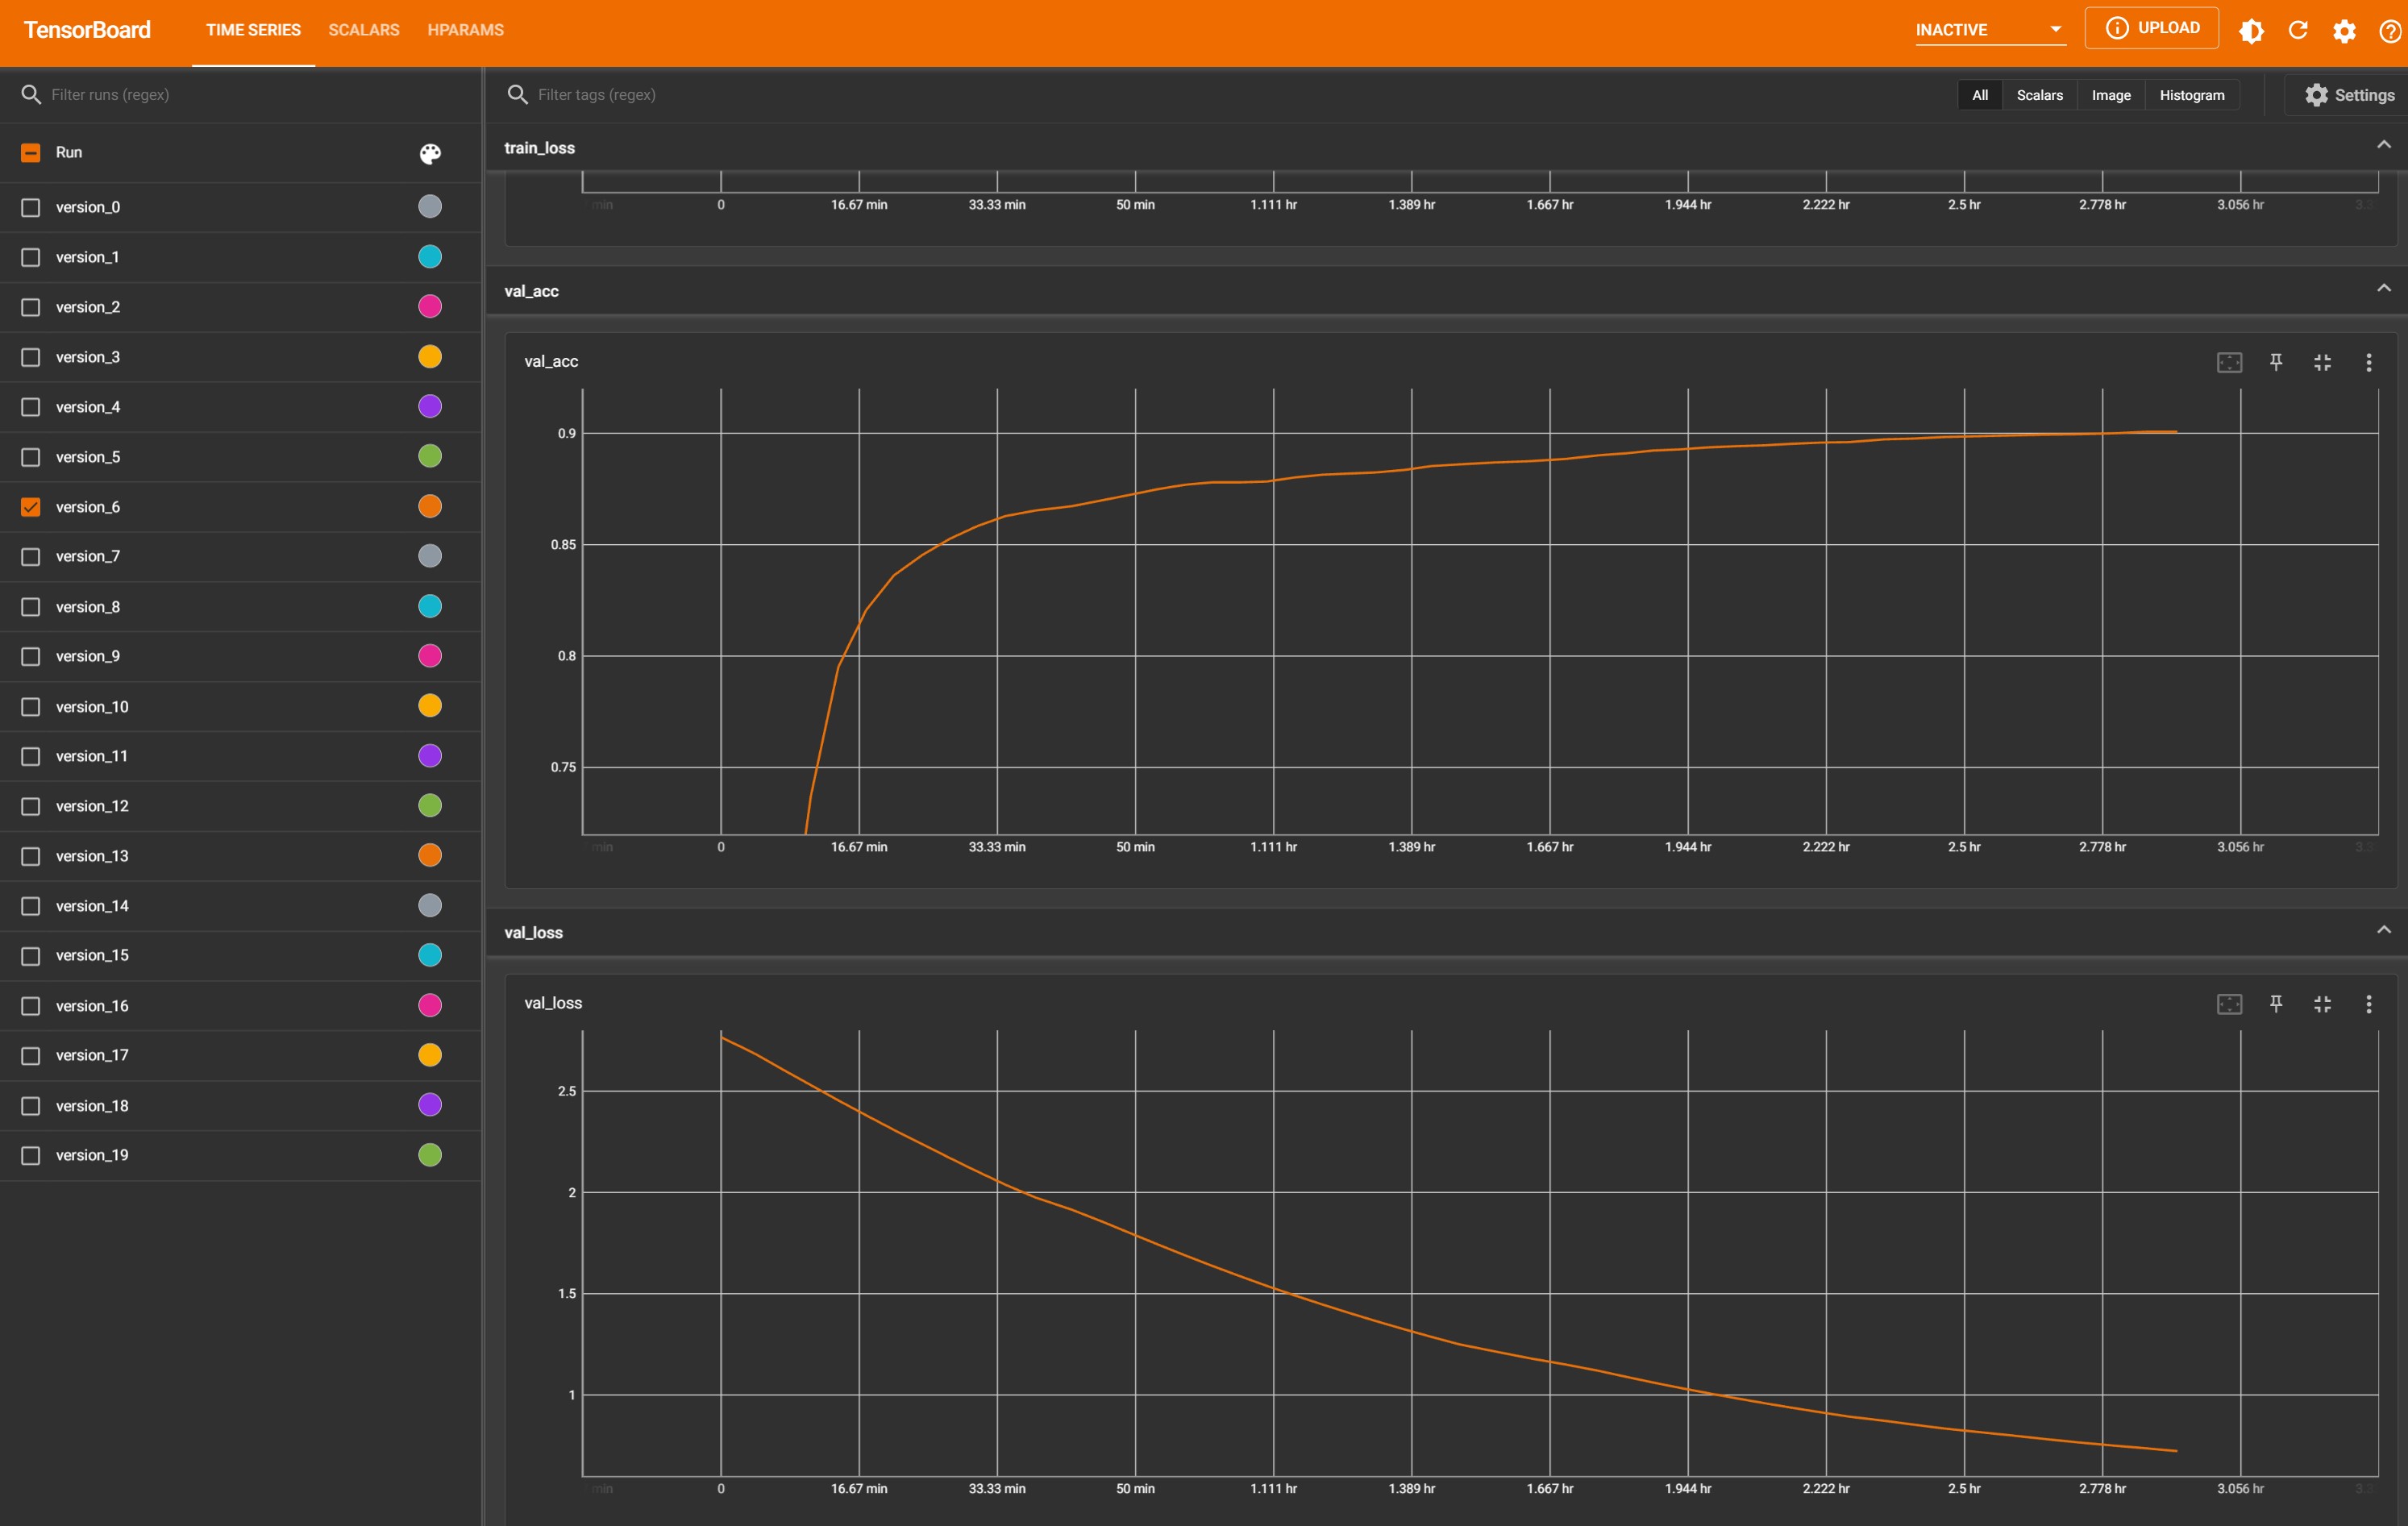 TensorBoard TIME SERIES SCALARS HPARAMS INACTIVE UPLOAD
Filter runs (regex)
Run
version_0
version_1
version_2
version_3
version_4
version_5
version_6
version_7
version_8
version_9
version_10
version_11
version_12
version_13
version_14
version_15
version_16
version_17
version_18
version_19
Filter tags (regex) All Scalars Image Histogram Settings
train_loss
min 0 16.67 min 33.33 min 50 min 1.111 hr 1.389 hr 1.667 hr 1.944 hr 2.222 hr 2.5 hr 2.778 hr 3.056 hr
val_acc
val_acc
0.9
0.85
0.8
0.75
min 0 16.67 min 33.33 min 50 min 1.111 hr 1.389 hr 1.667 hr 1.944 hr 2.222 hr 2.5 hr 2.778 hr 3.056 hr
val_loss
val_loss
2.5
2
1.5
1
min 0 16.67 min 33.33 min 50 min 1.111 hr 1.389 hr 1.667 hr 1.944 hr 2.222 hr 2.5 hr 2.778 hr 3.056 hr